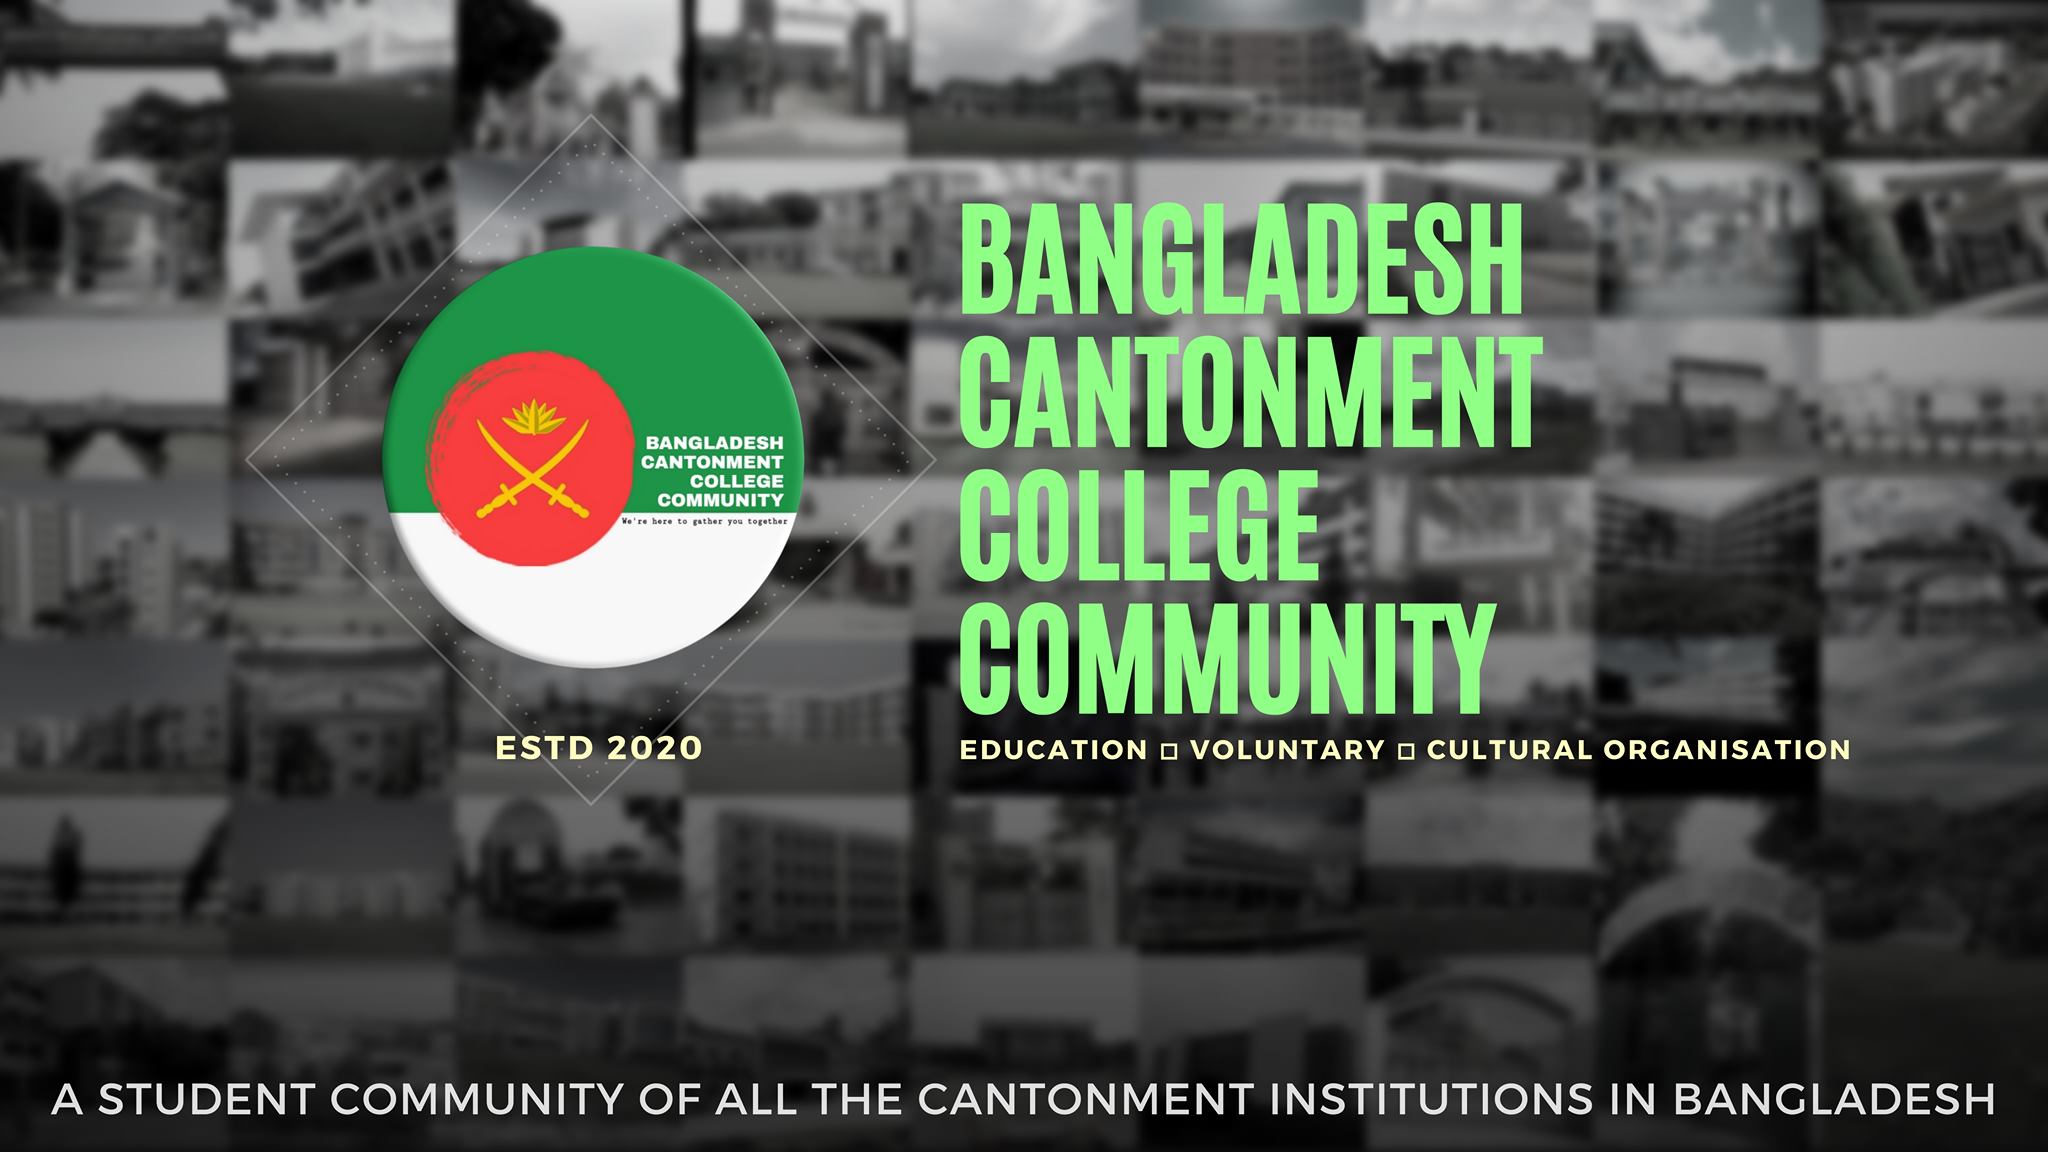 BANGLADESH
CANTONMENT
COLLEGE
COMMUNITY
We're here to gather you together
ESTD 2020
BANGLADESH
CANTONMENT
COLLEGE
COMMUNITY
EDUCATION □ VOLUNTARY □ CULTURAL ORGANISATION
A STUDENT COMMUNITY OF ALL THE CANTONMENT INSTITUTIONS IN BANGLADESH